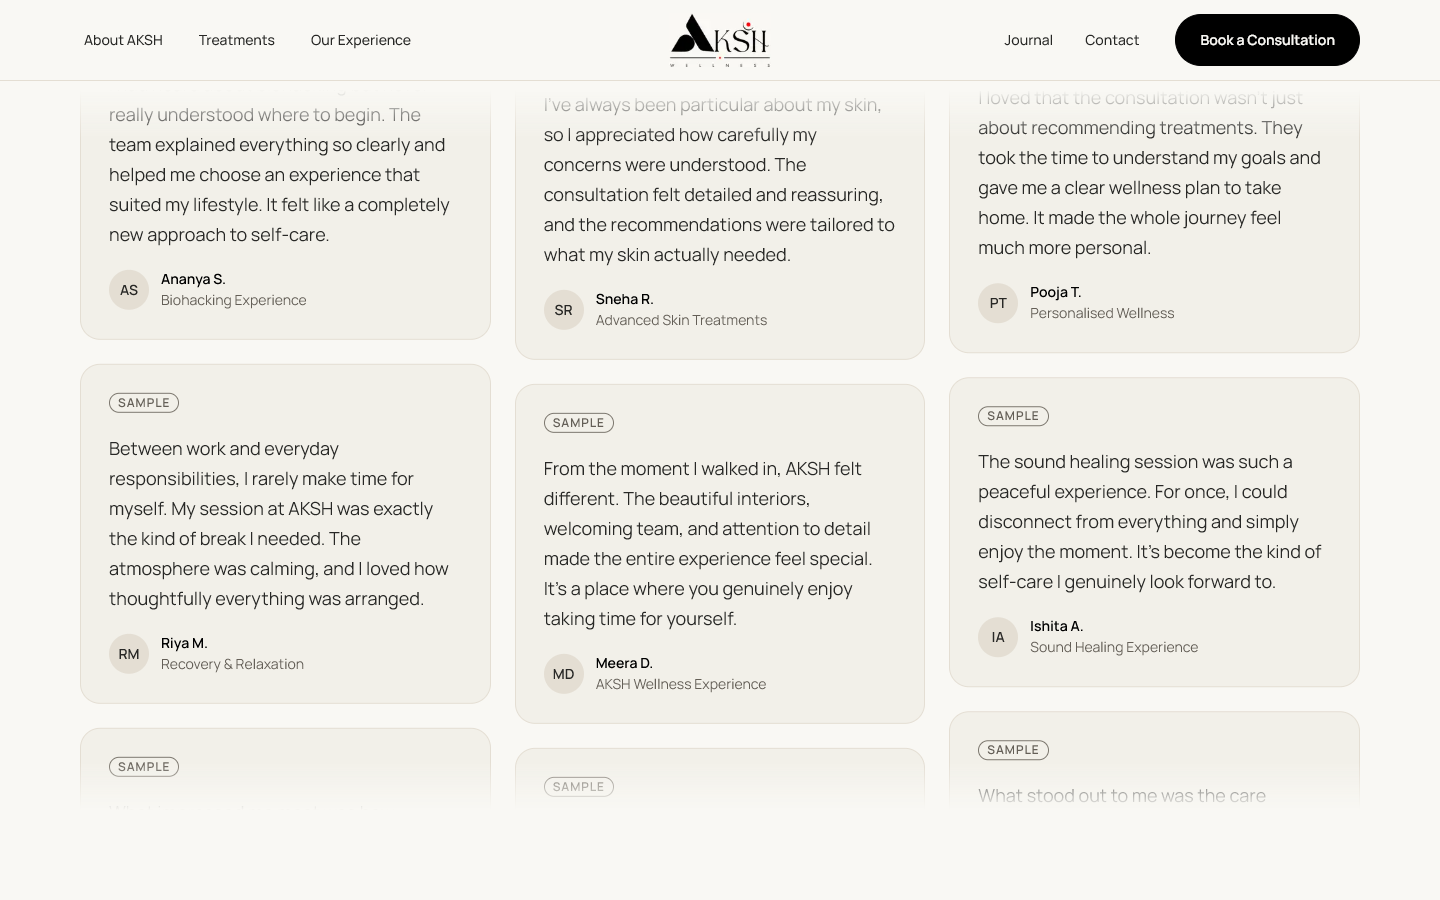 About AKSH
Treatments
Our Experience
AKSH
WELLNESS
Journal
Contact
Book a Consultation
really understood where to begin. The
team explained everything so clearly and
helped me choose an experience that
suited my lifestyle. It felt like a completely
new approach to self-care.
AS
Ananya S.
Biohacking Experience
SAMPLE
Between work and everyday
responsibilities, I rarely make time for
myself. My session at AKSH was exactly
the kind of break I needed. The
atmosphere was calming, and I loved how
thoughtfully everything was arranged.
RM
Riya M.
Recovery & Relaxation
SAMPLE
I've always been particular about my skin,
so I appreciated how carefully my
concerns were understood. The
consultation felt detailed and reassuring,
and the recommendations were tailored to
what my skin actually needed.
SR
Sneha R.
Advanced Skin Treatments
SAMPLE
From the moment I walked in, AKSH felt
different. The beautiful interiors,
welcoming team, and attention to detail
made the entire experience feel special.
It's a place where you genuinely enjoy
taking time for yourself.
MD
Meera D.
AKSH Wellness Experience
SAMPLE
I loved that the consultation wasn't just
about recommending treatments. They
took the time to understand my goals and
gave me a clear wellness plan to take
home. It made the whole journey feel
much more personal.
PT
Pooja T.
Personalised Wellness
SAMPLE
The sound healing session was such a
peaceful experience. For once, I could
disconnect from everything and simply
enjoy the moment. It's become the kind of
self-care I genuinely look forward to.
IA
Ishita A.
Sound Healing Experience
SAMPLE
What stood out to me was the care